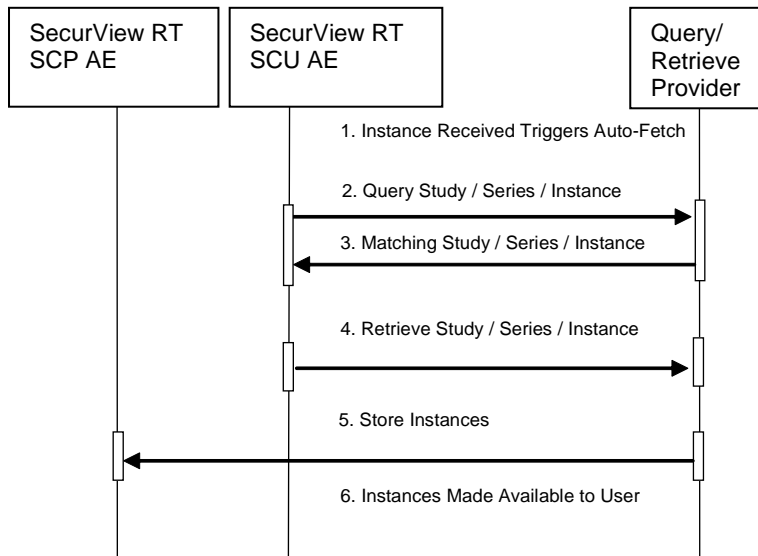 SecurView RT
SCP AE
SecurView RT
SCU AE
Query/
Retrieve
Provider
1. Instance Received Triggers Auto-Fetch
2. Query Study / Series / Instance
3. Matching Study / Series / Instance
4. Retrieve Study / Series / Instance
5. Store Instances
6. Instances Made Available to User